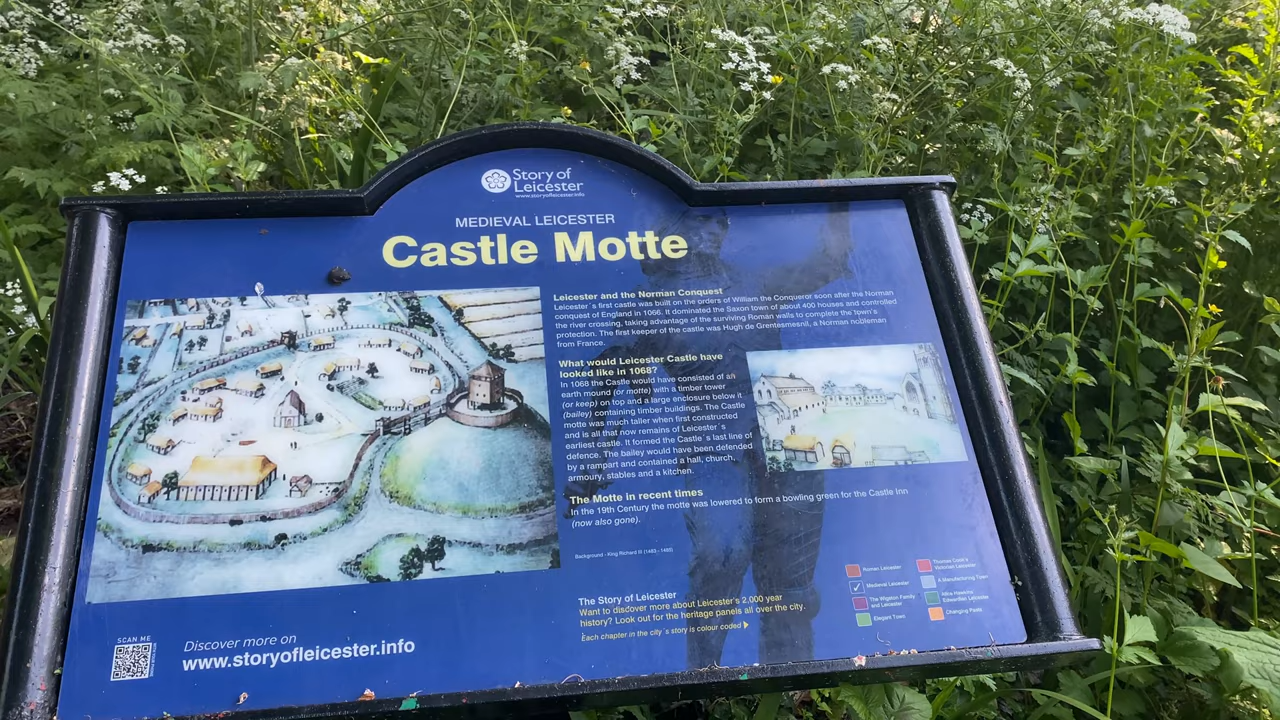 Story of
Leicester
www.storyofleicester.info
MEDIEVAL LEICESTER
Castle Motte
Leicester and the Norman Conquest
Leicester's first castle was built on the orders of William the Conqueror soon after the Norman
conquest of England in 1066. It dominated the Saxon town of about 400 houses and controlled
the river crossing, taking advantage of the surviving Roman walls to complete the town's
protection. The first keeper of the castle was Hugh de Grentesmesnil, a Norman nobleman
from France.
What would Leicester Castle have
looked like in 1068?
In 1068 the Castle would have consisted of an
earth mound (or motte) with a timber tower
(or keep) on top and a large enclosure below it
(bailey) containing timber buildings. The Castle
motte was much taller when first constructed
and is all that now remains of Leicester's
earliest castle. It formed the Castle's last line of
defence. The bailey would have been defended
by a rampart and contained a hall, church,
armoury, stables and a kitchen.
The Motte in recent times
In the 19th Century the motte was lowered to form a bowling green for the Castle Inn
(now also gone).
Background - King Richard III (1483 - 1485)
The Story of Leicester
Want to discover more about Leicester's 2,000 year
history? Look out for the heritage panels all over the city.
Each chapter in the city's story is colour coded
Roman Leicester
Medieval Leicester
The Wigston Family
and Leicester
Elegant Town
Thomas Cook's
Victorian Leicester
A Manufacturing Town
Edwardian Leicester
Changing Places
SCAN ME
Discover more on
www.storyofleicester.info